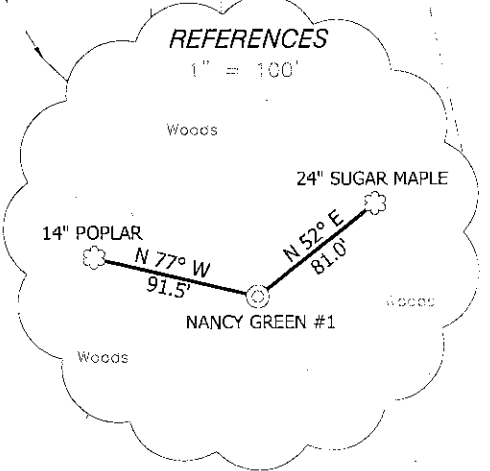 REFERENCES
1" = 100'
Woods
24" SUGAR MAPLE
14" POPLAR
N 77° W
91.5'
N 52° E
81.0'
Woods
NANCY GREEN #1
Woods